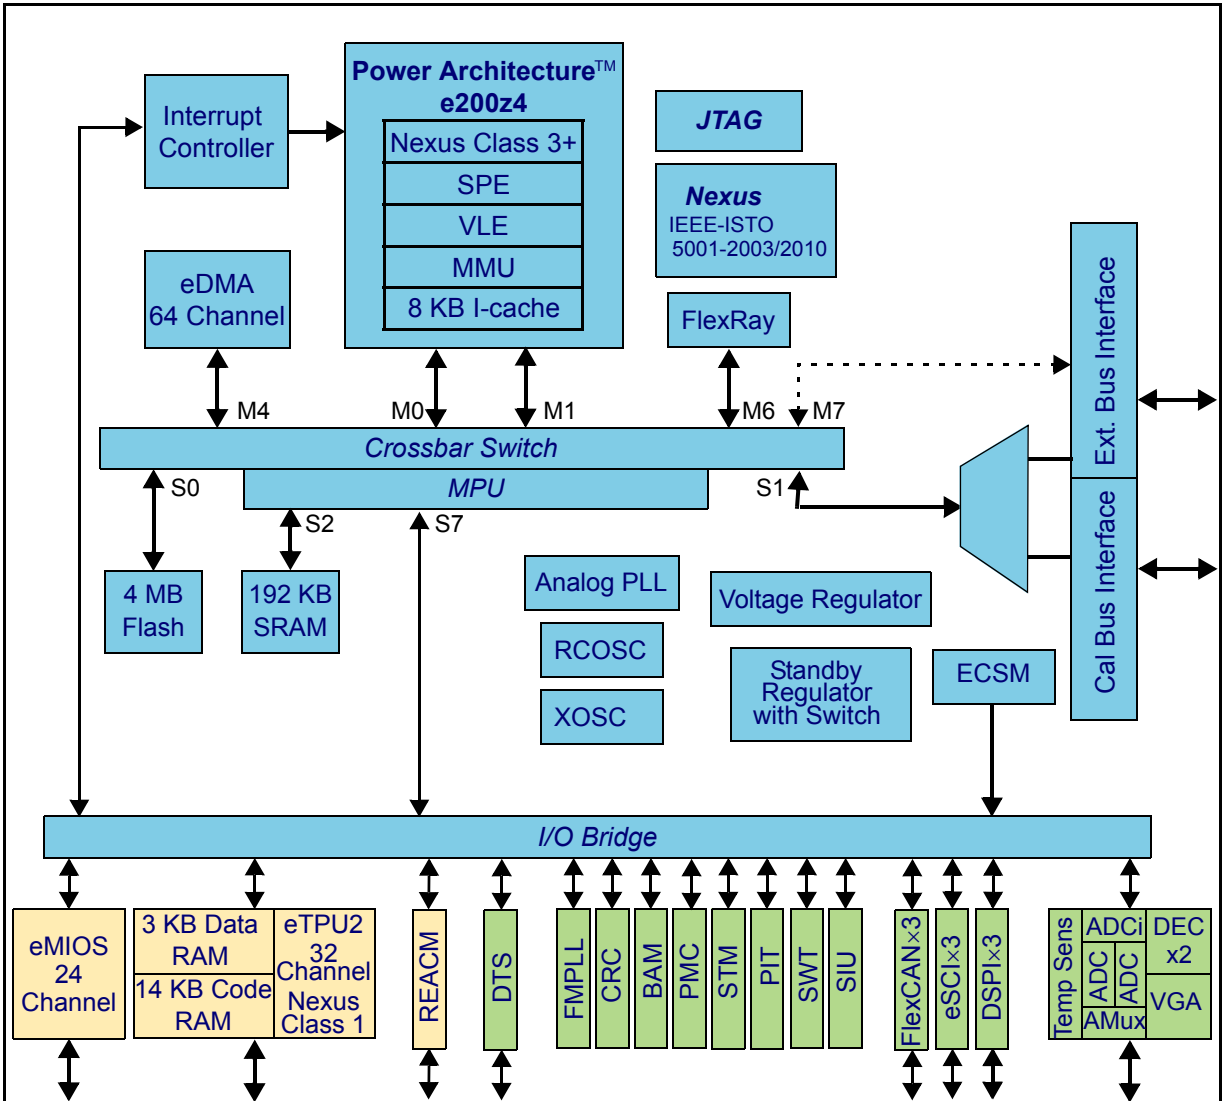 Power Architecture™
e200z4
Nexus Class 3+
SPE
VLE
MMU
8 KB I-cache
Interrupt
Controller
JTAG
Nexus
IEEE-ISTO
5001-2003/2010
eDMA
64 Channel
FlexRay
Ext. Bus Interface
Cal Bus Interface
M4
M0
M1
M6
M7
Crossbar Switch
MPU
S0
S2
S7
S1
4 MB
Flash
192 KB
SRAM
Analog PLL
RCOSC
XOSC
Voltage Regulator
Standby
Regulator
with Switch
ECSM
I/O Bridge
eMIOS
24
Channel
3 KB Data
RAM
14 KB Code
RAM
eTPU2
32
Channel
Nexus
Class 1
REACM
DTS
FMPLL
CRC
BAM
PMC
STM
PIT
SWT
SIU
FlexCAN×3
eSCI×3
DSPI×3
Temp Sens
ADCi
ADC
ADC
AMux
DEC
x2
VGA